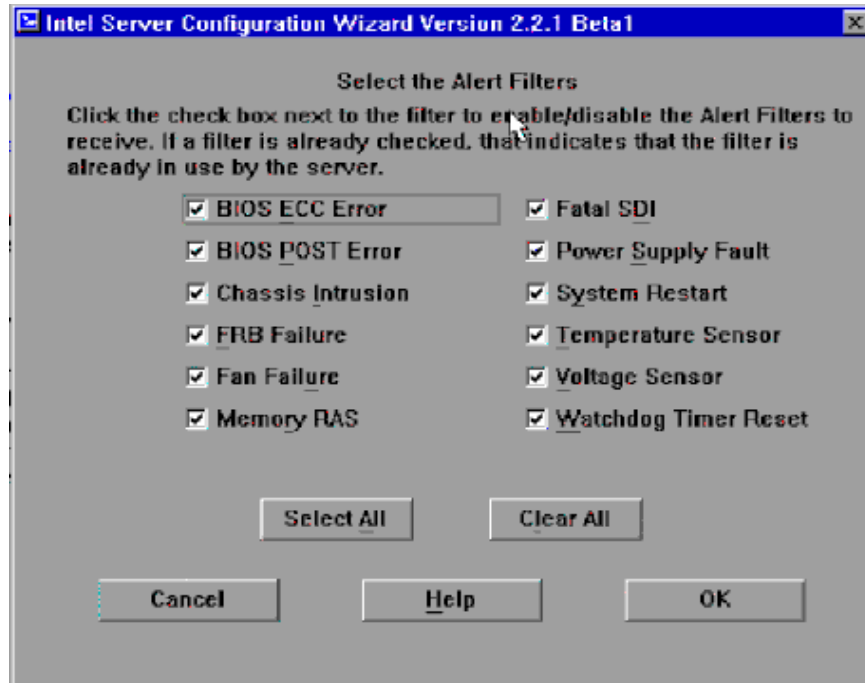 Intel Server Configuration Wizard Version 2.2.1 Beta1
Select the Alert Filters
Click the check box next to the filter to enable/disable the Alert Filters to
receive. If a filter is already checked, that indicates that the filter is
already in use by the server.
BIOS ECC Error
BIOS POST Error
Chassis Intrusion
FRB Failure
Fan Failure
Memory RAS
Fatal SDI
Power Supply Fault
System Restart
Temperature Sensor
Voltage Sensor
Watchdog Timer Reset
Select All
Clear All
Cancel
Help
OK